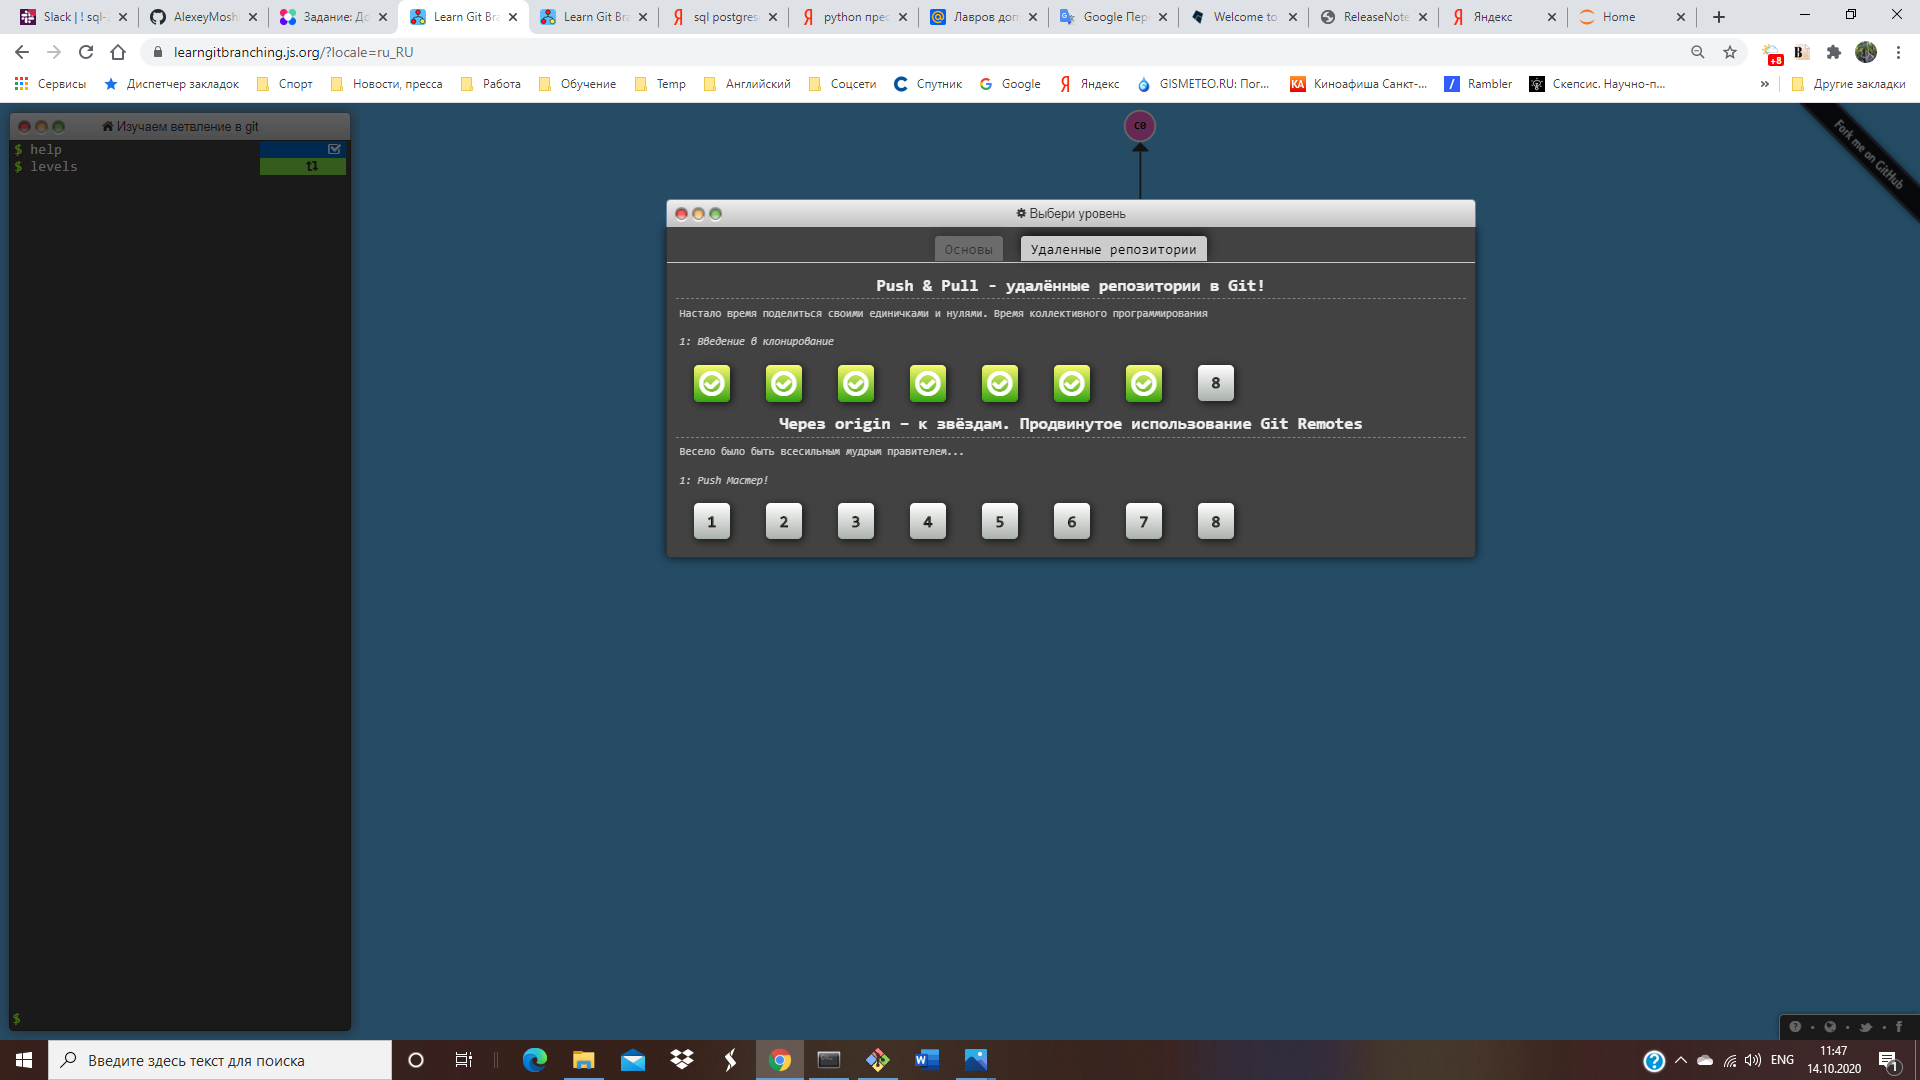 Slack | ! sql-
AlexeyMosh
Задание: До
Learn Git Bra
Learn Git Bra
sql postgres
python прес
Лавров доп
Google Пер
Welcome to
ReleaseNote
Яндекс
Home
learngitbranching.js.org/?locale=ru_RU
+8
Сервисы
Диспетчер закладок
Спорт
Новости, пресса
Работа
Обучение
Temp
Английский
Соцсети
Спутник
Google
Яндекс
GISMETEO.RU: Пог...
Киноафиша Санкт-...
Rambler
Скепсис. Научно-п...
»
Другие закладки
Изучаем ветвление в git
$ help
$ levels
$
C0
Fork me on GitHub
Выбери уровень
Основы
Удаленные репозитории
Push & Pull - удалённые репозитории в Git!
Настало время поделиться своими единичками и нулями. Время коллективного программирования
1: Введение в клонирование
8
Через origin – к звёздам. Продвинутое использование Git Remotes
Весело было быть всесильным мудрым правителем...
1: Push Мастер!
1 2 3 4 5 6 7 8
Введите здесь текст для поиска
ENG
11:47
14.10.2020
1